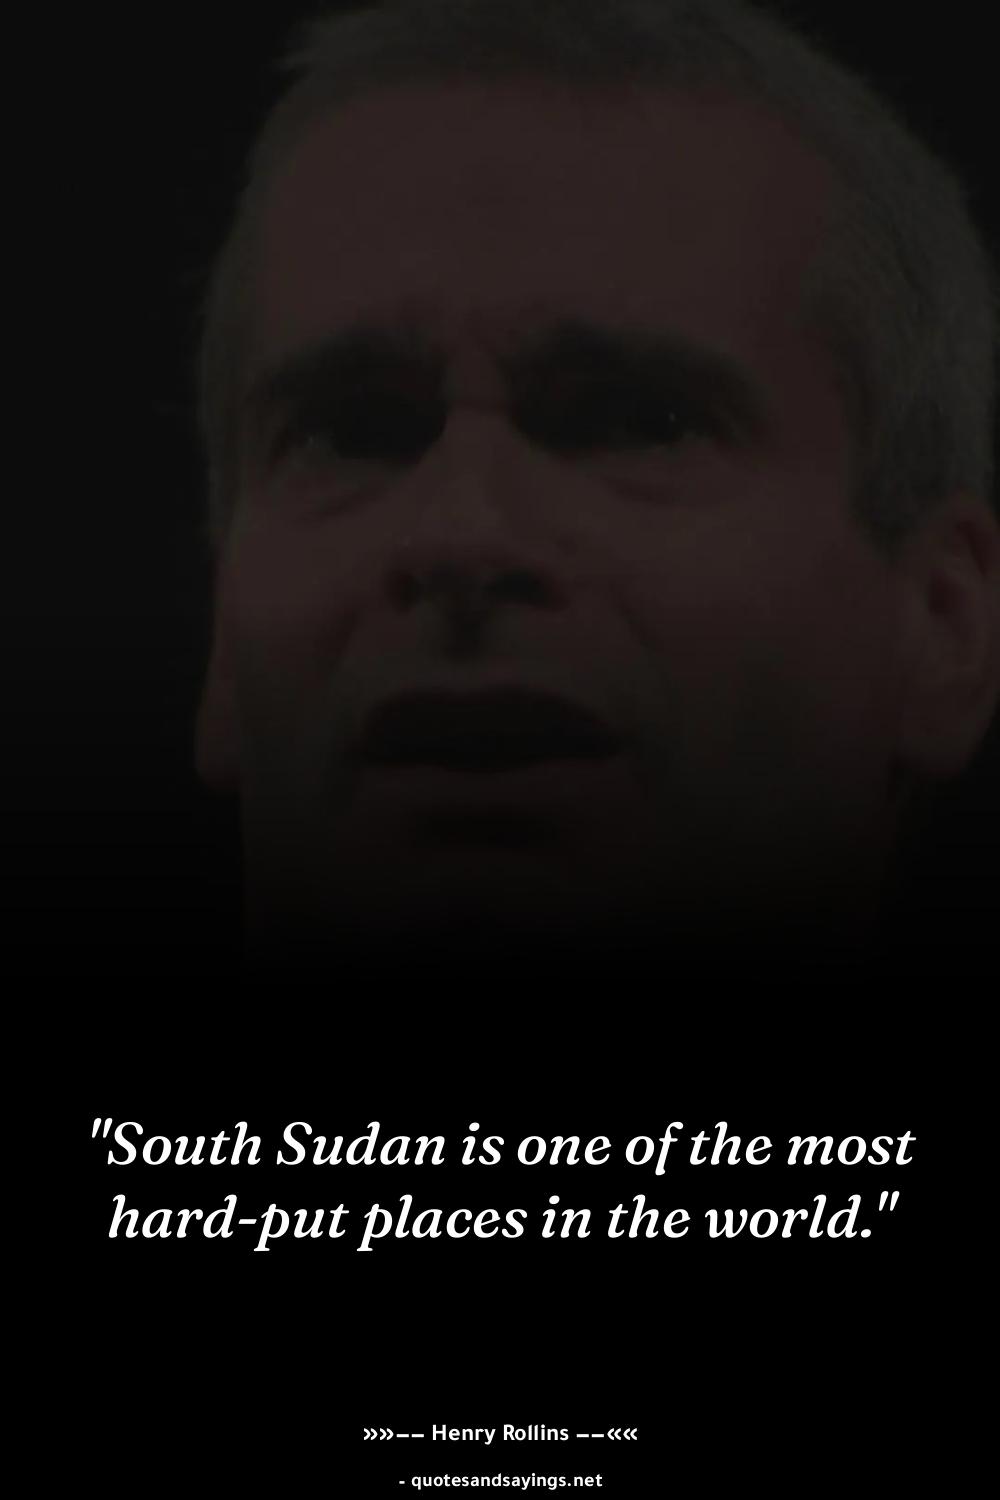 "South Sudan is one of the most
hard-put places in the world."
»»–– Henry Rollins ––««
- quotesandsayings.net